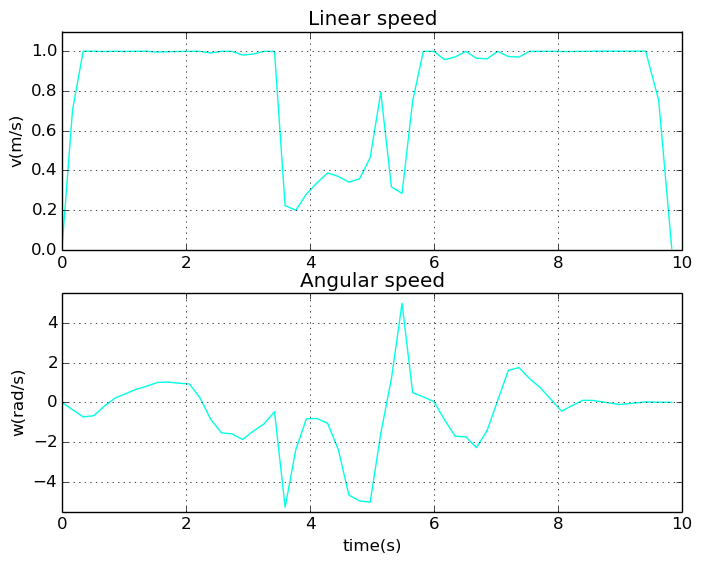 Linear speed
v(m/s)
1.0
0.8
0.6
0.4
0.2
0.0
0 2 4 6 8 10
Angular speed
w(rad/s)
4
2
0
−2
−4
0 2 4 6 8 10
time(s)